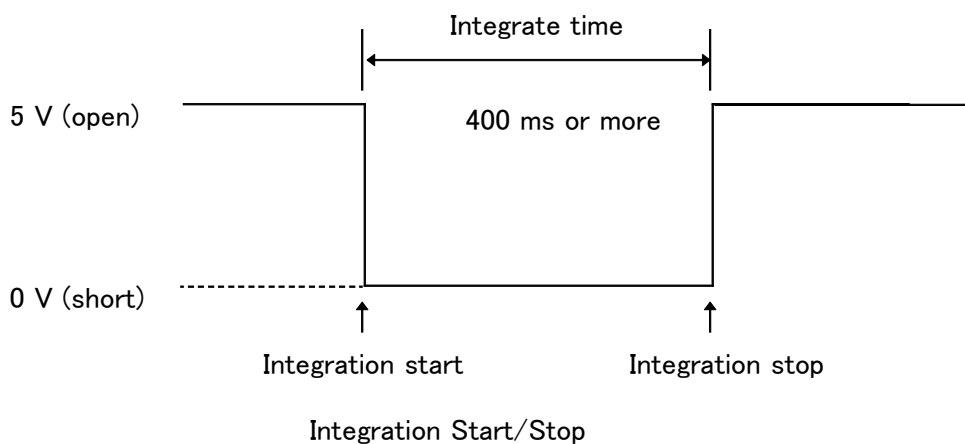 Integrate time
5 V (open)
400 ms or more
0 V (short)
Integration start
Integration stop
Integration Start/Stop